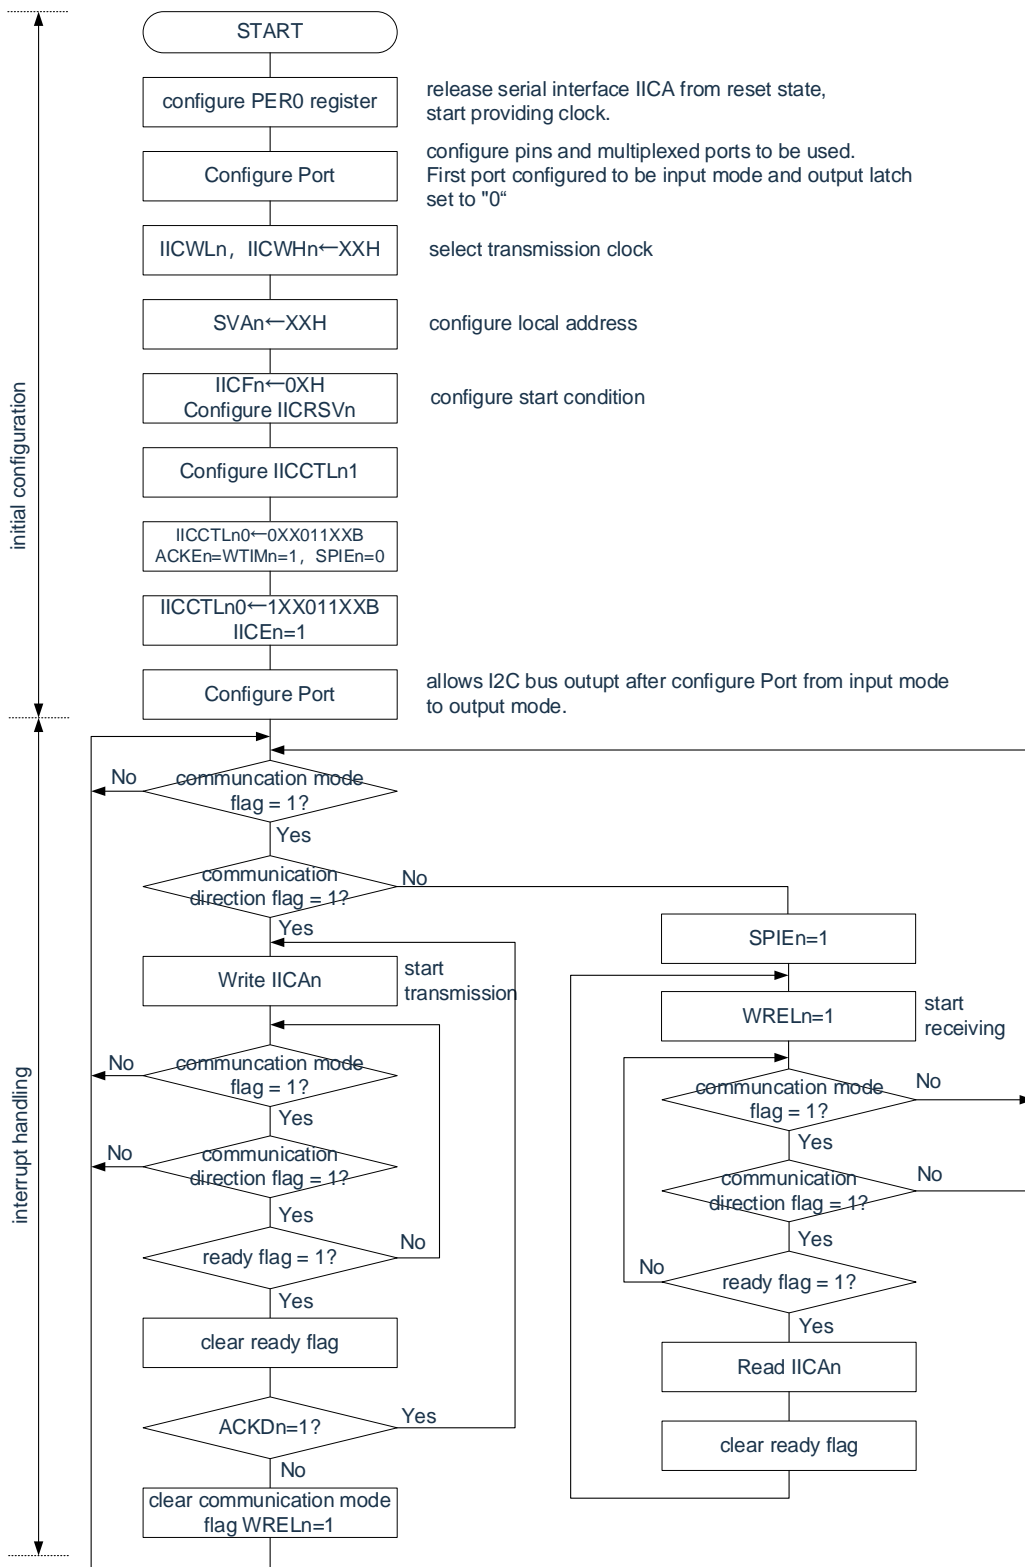 START
configure PER0 register
release serial interface IICA from reset state,
start providing clock.
Configure Port
configure pins and multiplexed ports to be used.
First port configured to be input mode and output latch
set to "0“
IICWLn, IICWHn←XXH
select transmission clock
SVAn←XXH
configure local address
IICFn←0XH
Configure IICRSVn
configure start condition
Configure IICCTLn1
IICCTLn0←0XX011XXB
ACKEn=WTIMn=1, SPIEn=0
IICCTLn0←1XX011XXB
IICEn=1
Configure Port
allows I2C bus outupt after configure Port from input mode
to output mode.
initial configuration
No
communcation mode
flag = 1?
Yes
communication
direction flag = 1?
No
Yes
Write IICAn
start
transmission
No
communcation mode
flag = 1?
Yes
No
communication
direction flag = 1?
Yes
ready flag = 1?
No
Yes
clear ready flag
ACKDn=1?
Yes
No
clear communication mode
flag WRELn=1
SPIEn=1
WRELn=1
start
receiving
communcation mode
flag = 1?
No
Yes
communication
direction flag = 1?
No
Yes
No
ready flag = 1?
Yes
Read IICAn
clear ready flag
interrupt handling